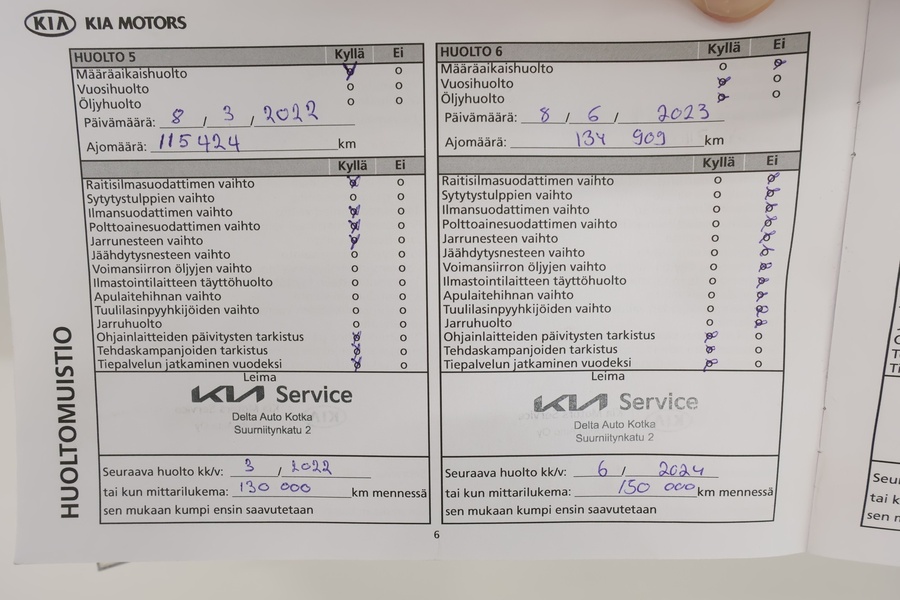 KIA KIA MOTORS
HUOLTOMUISTIO
HUOLTO 5 Kyllä Ei
Määräaikaishuolto
Vuosihuolto
Öljyhuolto
Päivämäärä: 8 / 3 / 2022
Ajomäärä: 115424 km
Kyllä Ei
Raitisilmasuodattimen vaihto
Sytytystulppien vaihto
Ilmansuodattimen vaihto
Polttoainesuodattimen vaihto
Jarrunesteen vaihto
Jäähdytysnesteen vaihto
Voimansiirron öljyjen vaihto
Ilmastointilaitteen täyttöhuolto
Apulaitehihnan vaihto
Tuulilasinpyyhkijöiden vaihto
Jarruhuolto
Ohjainlaitteiden päivitysten tarkistus
Tehdaskampanjoiden tarkistus
Tiepalvelun jatkaminen vuodeksi
Leima
KIA Service
Delta Auto Kotka
Suurniitynkatu 2
Seuraava huolto kk/v: 3 / 2022
tai kun mittarilukema: 130 000 km mennessä
sen mukaan kumpi ensin saavutetaan
HUOLTO 6 Kyllä Ei
Määräaikaishuolto
Vuosihuolto
Öljyhuolto
Päivämäärä: 8 / 6 / 2023
Ajomäärä: 134 909 km
Kyllä Ei
Raitisilmasuodattimen vaihto
Sytytystulppien vaihto
Ilmansuodattimen vaihto
Polttoainesuodattimen vaihto
Jarrunesteen vaihto
Jäähdytysnesteen vaihto
Voimansiirron öljyjen vaihto
Ilmastointilaitteen täyttöhuolto
Apulaitehihnan vaihto
Tuulilasinpyyhkijöiden vaihto
Jarruhuolto
Ohjainlaitteiden päivitysten tarkistus
Tehdaskampanjoiden tarkistus
Tiepalvelun jatkaminen vuodeksi
Leima
KIA Service
Delta Auto Kotka
Suurniitynkatu 2
Seuraava huolto kk/v: 6 / 2024
tai kun mittarilukema: 150 000 km mennessä
sen mukaan kumpi ensin saavutetaan
6
tai k
sen